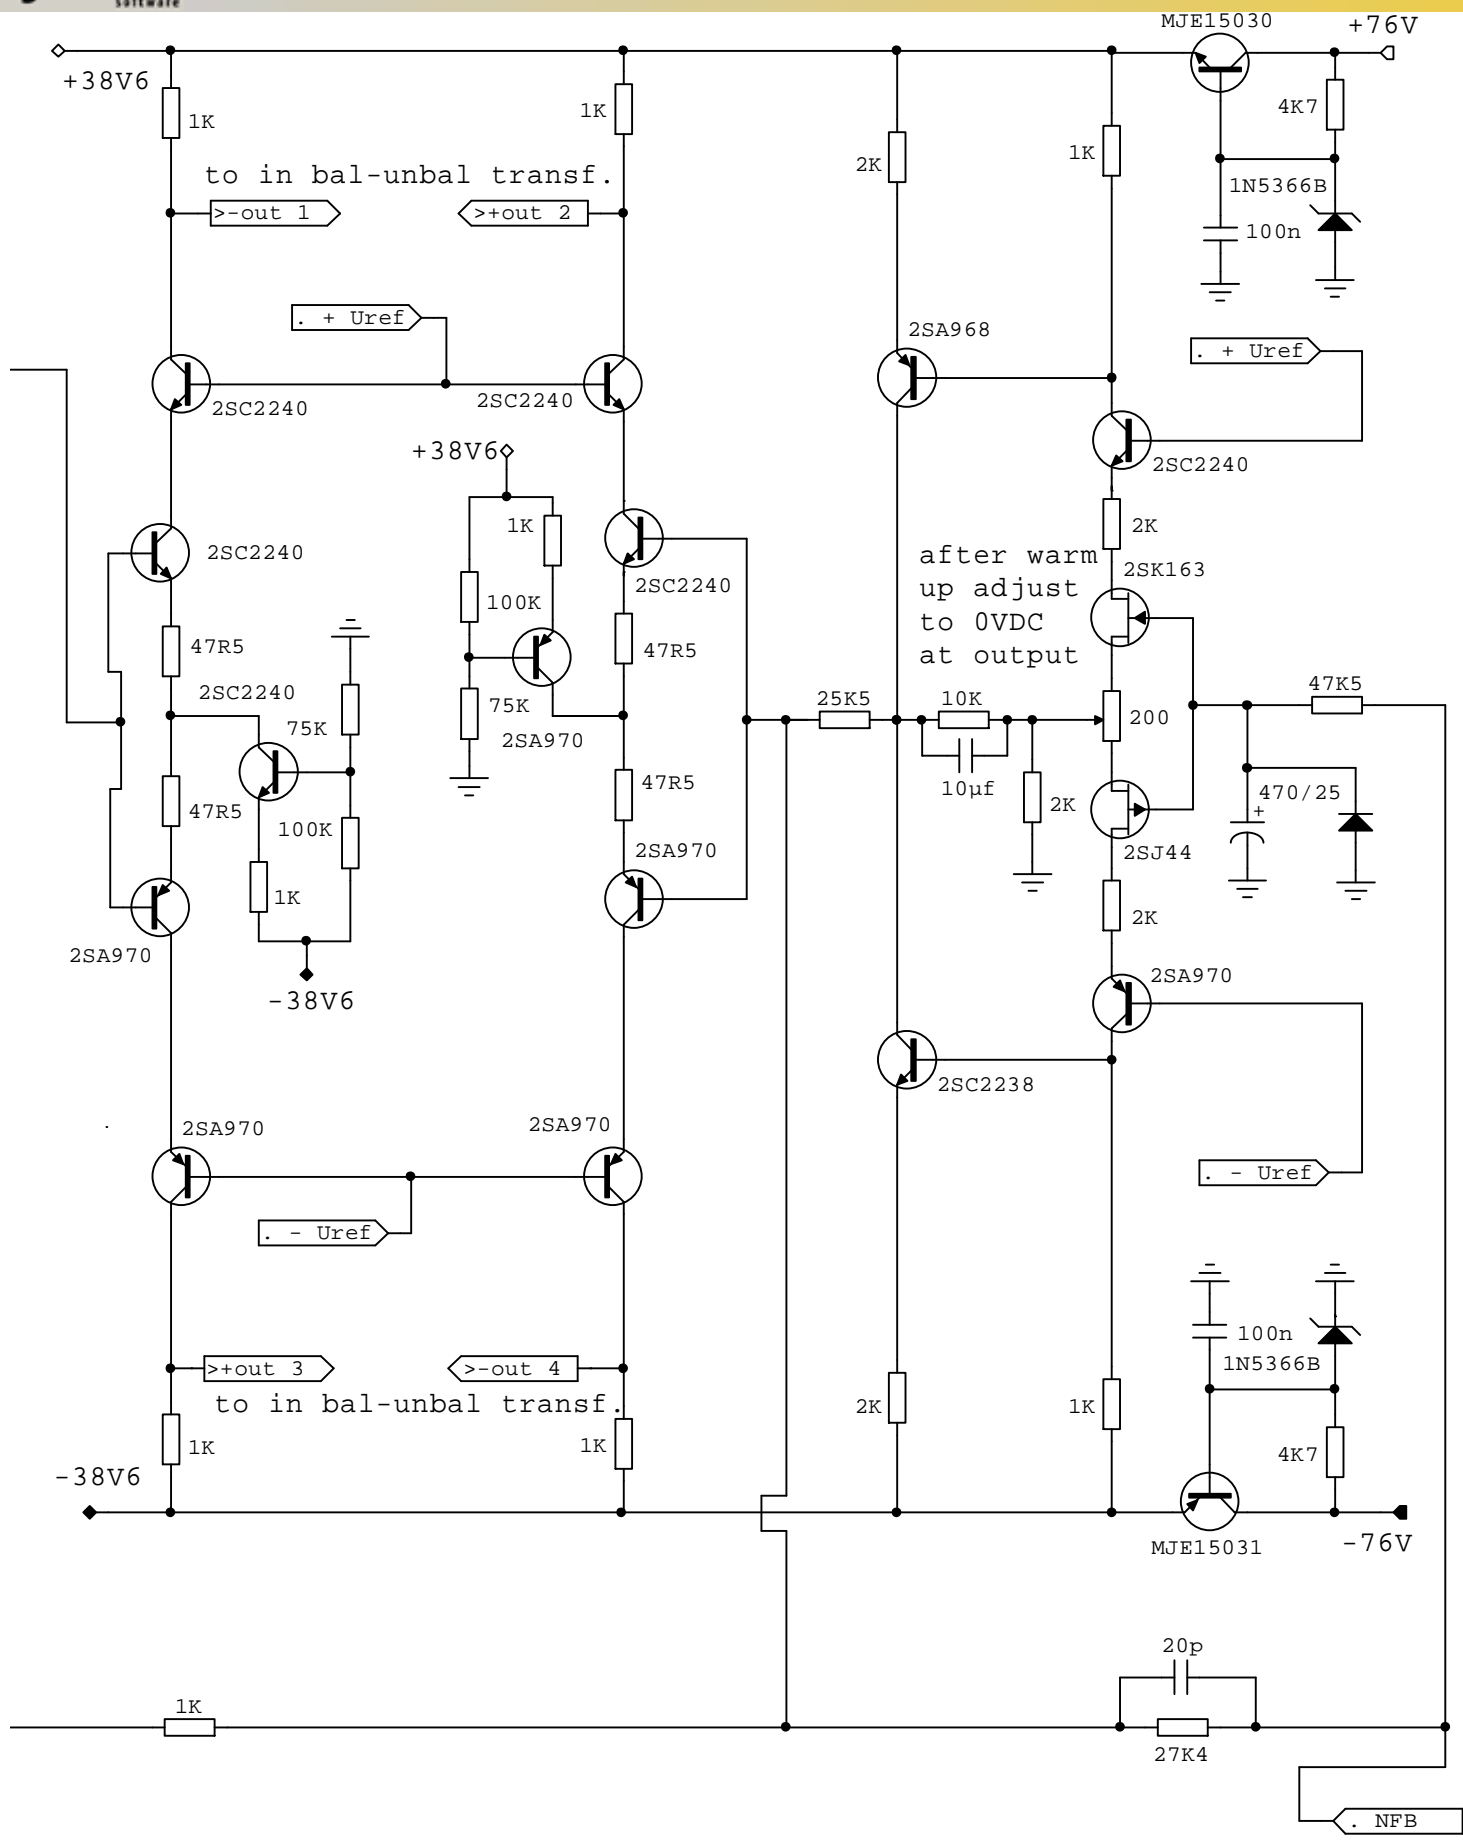 software
MJE15030
+76V
+38V6
1K
1K
2K
1K
4K7
to in bal-unbal transf.
1N5366B
>-out 1
>+out 2
100n
. + Uref
2SA968
. + Uref
2SC2240
2SC2240
+38V6
2SC2240
1K
2K
2SC2240
after warm
up adjust
to 0VDC
at output
2SK163
2SC2240
100K
47R5
47R5
2SC2240
75K
75K
2SA970
25K5
10K
200
47K5
47R5
47R5
10µf
2K
470/25
+
100K
2SA970
2SJ44
1K
2K
2SA970
2SA970
-38V6
2SC2238
2SA970
2SA970
. - Uref
. - Uref
100n
1N5366B
>+out 3
>-out 4
to in bal-unbal transf.
2K
1K
1K
1K
4K7
-38V6
MJE15031
-76V
20p
1K
27K4
. NFB